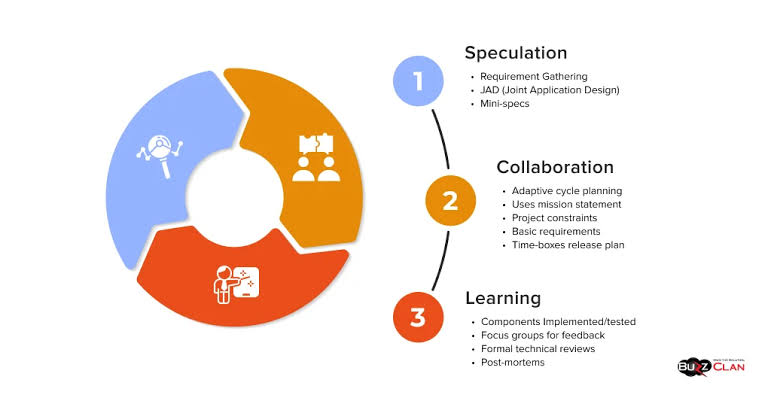 1
Speculation
• Requirement Gathering
• JAD (Joint Application Design)
• Mini-specs
2
Collaboration
• Adaptive cycle planning
• Uses mission statement
• Project constraints
• Basic requirements
• Time-boxes release plan
3
Learning
• Components Implemented/tested
• Focus groups for feedback
• Formal technical reviews
• Post-mortems
BUZZ CLAN